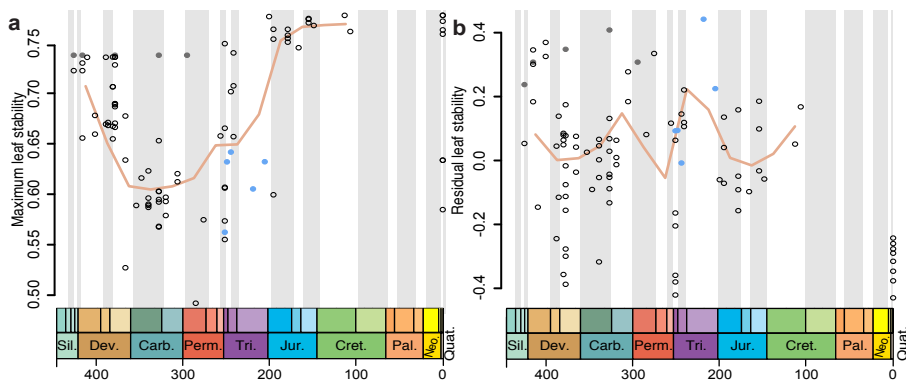 a
Maximum leaf stability
0.75
0.70
0.65
0.60
0.55
0.50
Sil.
Dev.
Carb.
Perm.
Tri.
Jur.
Cret.
Pal.
Neo.
Quat.
400
300
200
100
0
b
Residual leaf stability
0.4
0.2
0.0
-0.2
-0.4
Sil.
Dev.
Carb.
Perm.
Tri.
Jur.
Cret.
Pal.
Neo.
Quat.
400
300
200
100
0